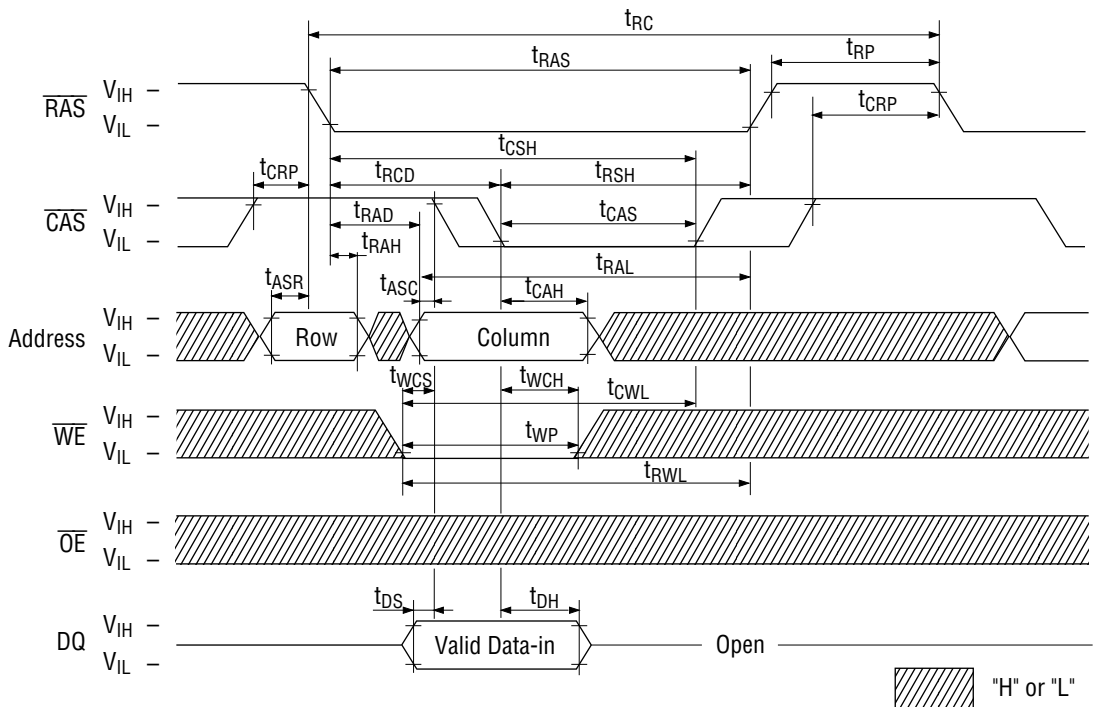 tRC
tRAS
tRP
RAS
VIH –
VIL –
tCRP
tCSH
tCRP
tRCD
tRSH
CAS
VIH –
VIL –
tRAD
tCAS
tRAH
tRAL
tASR
tASC
tCAH
Address
VIH –
VIL –
Row
Column
tWCS
tWCH
tCWL
WE
VIH –
VIL –
tWP
tRWL
OE
VIH –
VIL –
tDS
tDH
DQ
VIH –
VIL –
Valid Data-in
Open
"H" or "L"